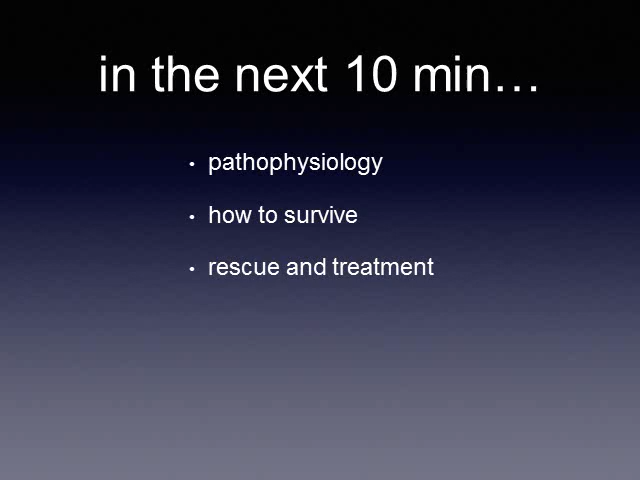 in the next 10 min…
• pathophysiology
• how to survive
• rescue and treatment